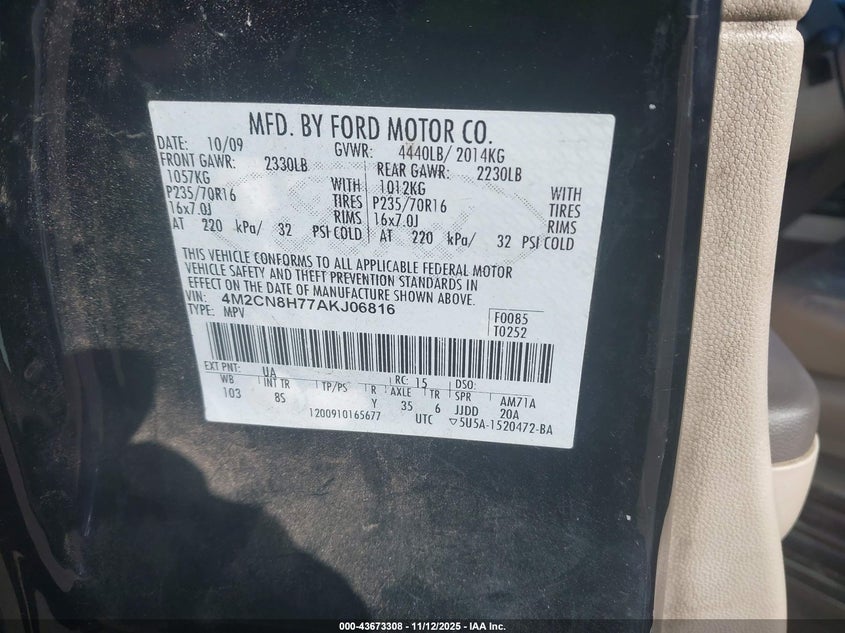 MFD. BY FORD MOTOR CO.
DATE: 10/09 GVWR: 4440LB/ 2014KG
FRONT GAWR: 2330LB REAR GAWR: 2230LB
1057KG WITH 1012KG WITH
P235/70R16 TIRES P235/70R16 TIRES
16x7.0J RIMS 16x7.0J RIMS
AT 220 kPa/ 32 PSI COLD AT 220 kPa/ 32 PSI COLD
THIS VEHICLE CONFORMS TO ALL APPLICABLE FEDERAL MOTOR
VEHICLE SAFETY AND THEFT PREVENTION STANDARDS IN
EFFECT ON THE DATE OF MANUFACTURE SHOWN ABOVE.
VIN: 4M2CN8H77AKJ06816
TYPE: MPV
F0085
T0252
EXT PNT: UA RC: 15 DSO:
WB INT TR TP/PS R AXLE TR SPR AM71A
103 8S Y 35 6 JJDD 20A
1200910165677 UTC ▽5U5A-1520472-BA
000-43673308 - 11/12/2025 - IAA Inc.